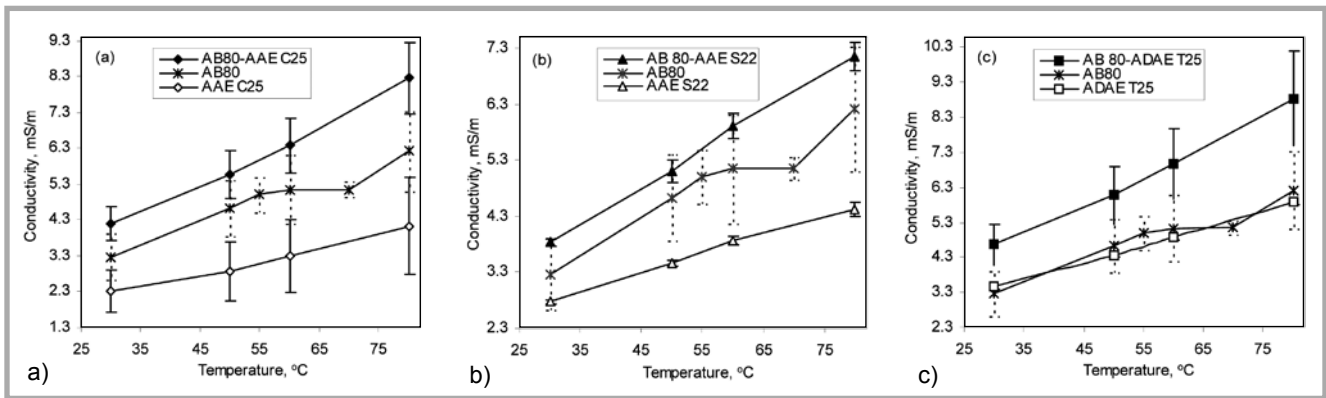 (a)
AB80-AAE C25
AB80
AAE C25
Conductivity, mS/m
9.3
8.3
7.3
6.3
5.3
4.3
3.3
2.3
1.3
25 35 45 55 65 75
Temperature, °C
a)
(b)
AB 80-AAE S22
AB80
AAE S22
Conductivity, mS/m
7.3
6.3
5.3
4.3
3.3
2.3
25 35 45 55 65 75
Temperature, °C
b)
(c)
AB 80-ADAE T25
AB80
ADAE T25
Conductivity, mS/m
10.3
9.3
8.3
7.3
6.3
5.3
4.3
3.3
2.3
25 35 45 55 65 75
Temperature, °C
c)